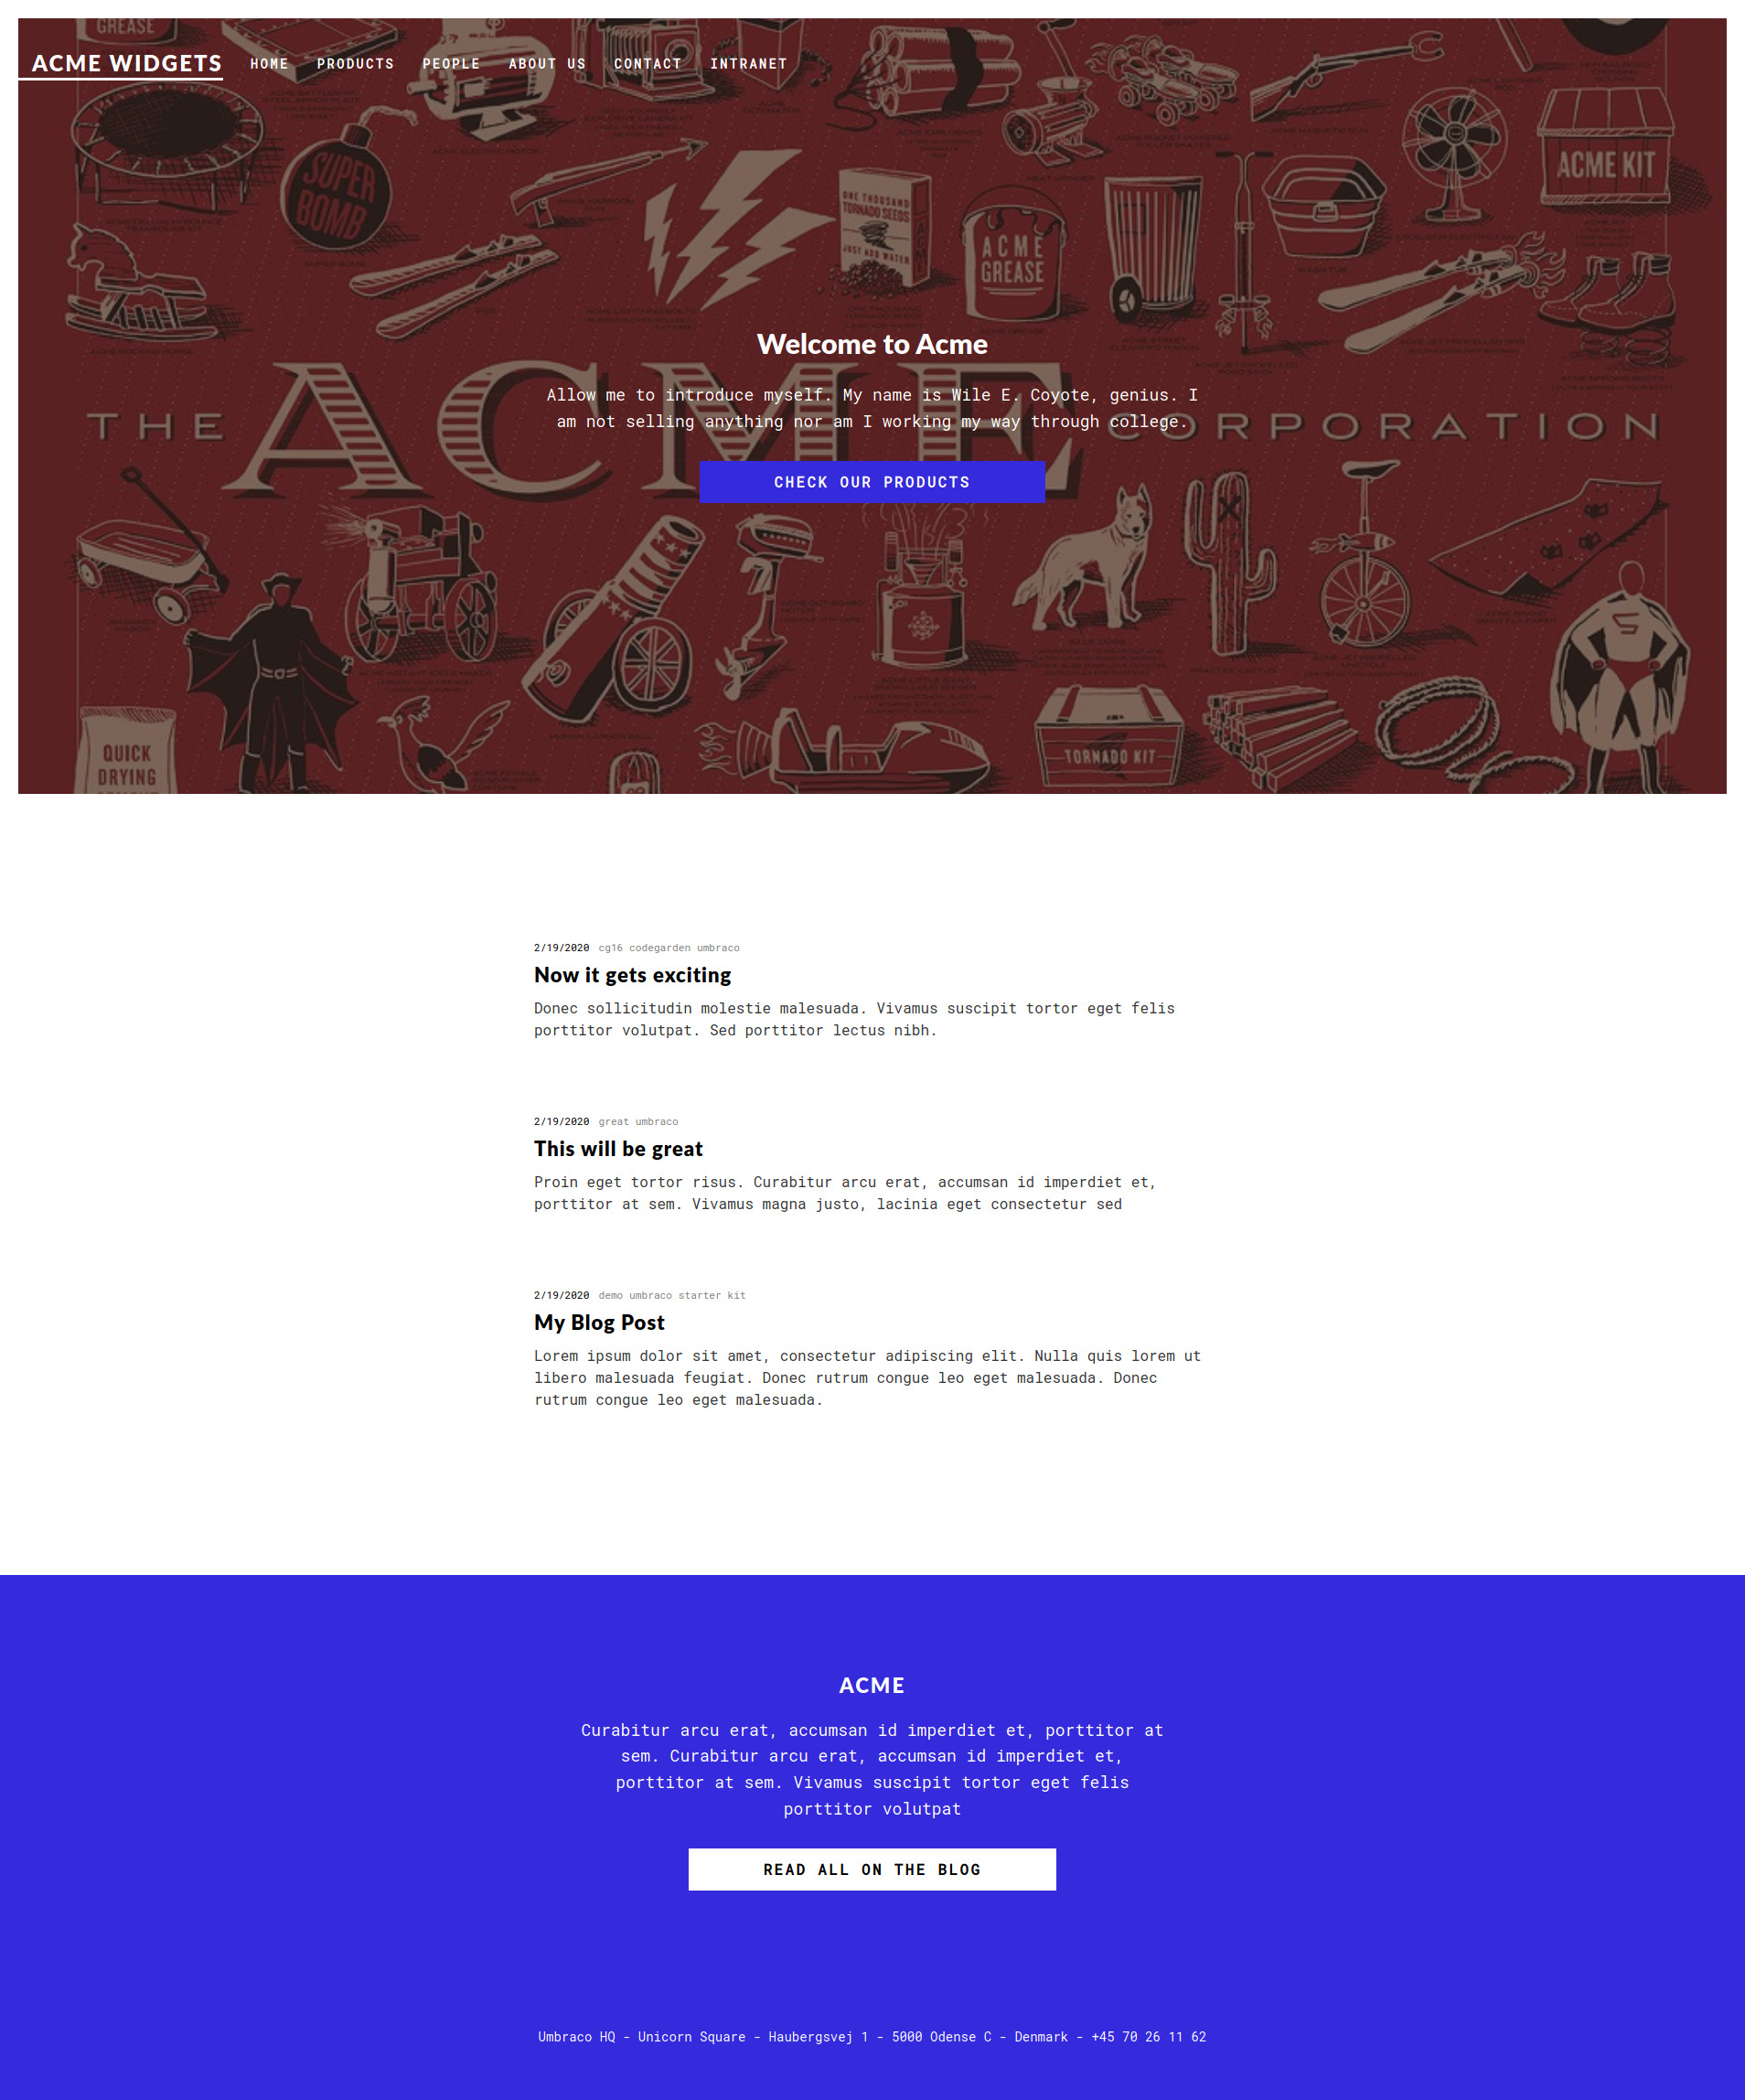 GREASE
ACME WIDGETS
HOME PRODUCTS PEOPLE ABOUT US CONTACT INTRANET
SUPER
BOMB
ONE THOUSAND
TORNADO SEEDS
JUST ADD WATER
ACME
GREASE
ACME KIT
Welcome to Acme
Allow me to introduce myself. My name is Wile E. Coyote, genius. I
am not selling anything nor am I working my way through college.
THE ACME CORPORATION
CHECK OUR PRODUCTS
QUICK
DRYING
TORNADO KIT
2/19/2020 cg16 codegarden umbraco
Now it gets exciting
Donec sollicitudin molestie malesuada. Vivamus suscipit tortor eget felis
porttitor volutpat. Sed porttitor lectus nibh.
2/19/2020 great umbraco
This will be great
Proin eget tortor risus. Curabitur arcu erat, accumsan id imperdiet et,
porttitor at sem. Vivamus magna justo, lacinia eget consectetur sed
2/19/2020 demo umbraco starter kit
My Blog Post
Lorem ipsum dolor sit amet, consectetur adipiscing elit. Nulla quis lorem ut
libero malesuada feugiat. Donec rutrum congue leo eget malesuada. Donec
rutrum congue leo eget malesuada.
ACME
Curabitur arcu erat, accumsan id imperdiet et, porttitor at
sem. Curabitur arcu erat, accumsan id imperdiet et,
porttitor at sem. Vivamus suscipit tortor eget felis
porttitor volutpat
READ ALL ON THE BLOG
Umbraco HQ - Unicorn Square - Haubergsvej 1 - 5000 Odense C - Denmark - +45 70 26 11 62